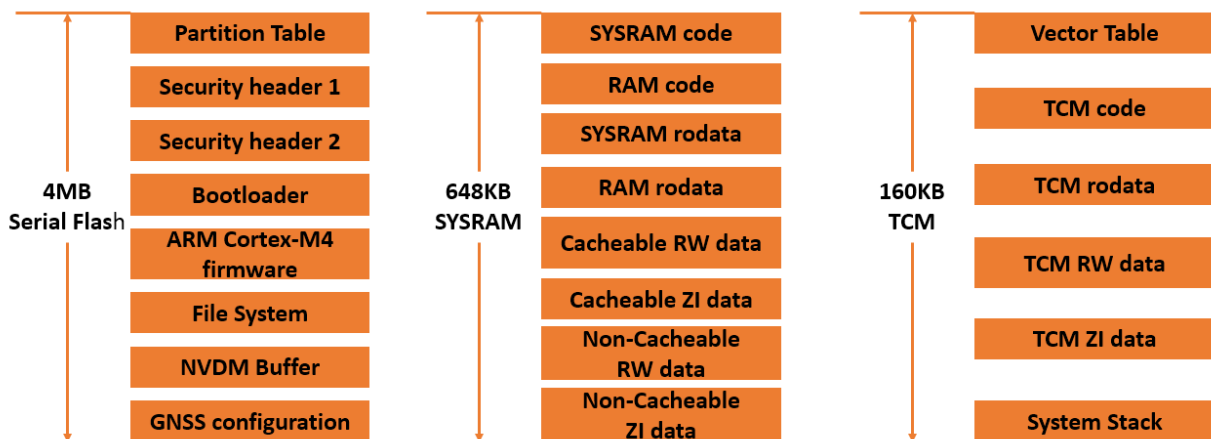 4MB
Serial Flash
Partition Table
Security header 1
Security header 2
Bootloader
ARM Cortex-M4
firmware
File System
NVDM Buffer
GNSS configuration
648KB
SYSRAM
SYSRAM code
RAM code
SYSRAM rodata
RAM rodata
Cacheable RW data
Cacheable ZI data
Non-Cacheable
RW data
Non-Cacheable
ZI data
160KB
TCM
Vector Table
TCM code
TCM rodata
TCM RW data
TCM ZI data
System Stack